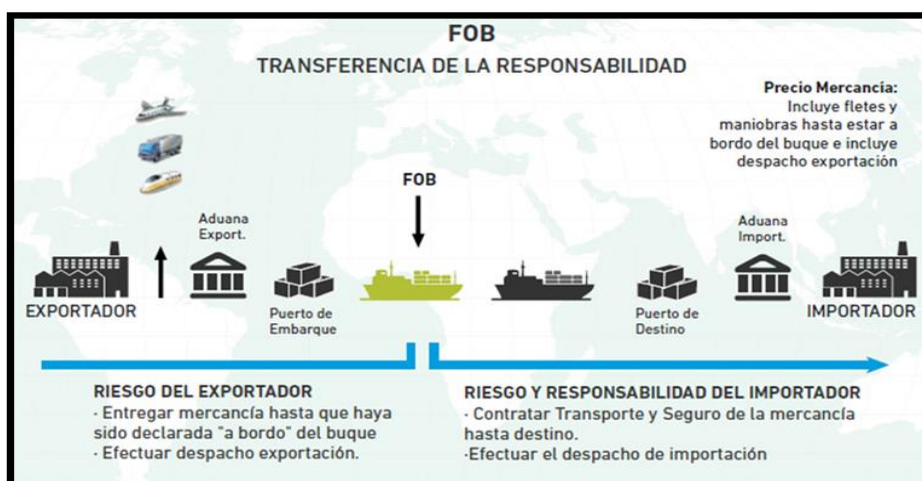 FOB
TRANSFERENCIA DE LA RESPONSABILIDAD
Precio Mercancía:
Incluye fletes y
maniobras hasta estar a
bordo del buque e incluye
despacho exportación
FOB
Aduana
Export.
Aduana
Import.
EXPORTADOR
Puerto de
Embarque
Puerto de
Destino
IMPORTADOR
RIESGO DEL EXPORTADOR
· Entregar mercancía hasta que haya
sido declarada "a bordo" del buque
· Efectuar despacho exportación.
RIESGO Y RESPONSABILIDAD DEL IMPORTADOR
· Contratar Transporte y Seguro de la mercancía
hasta destino.
·Efectuar el despacho de importación